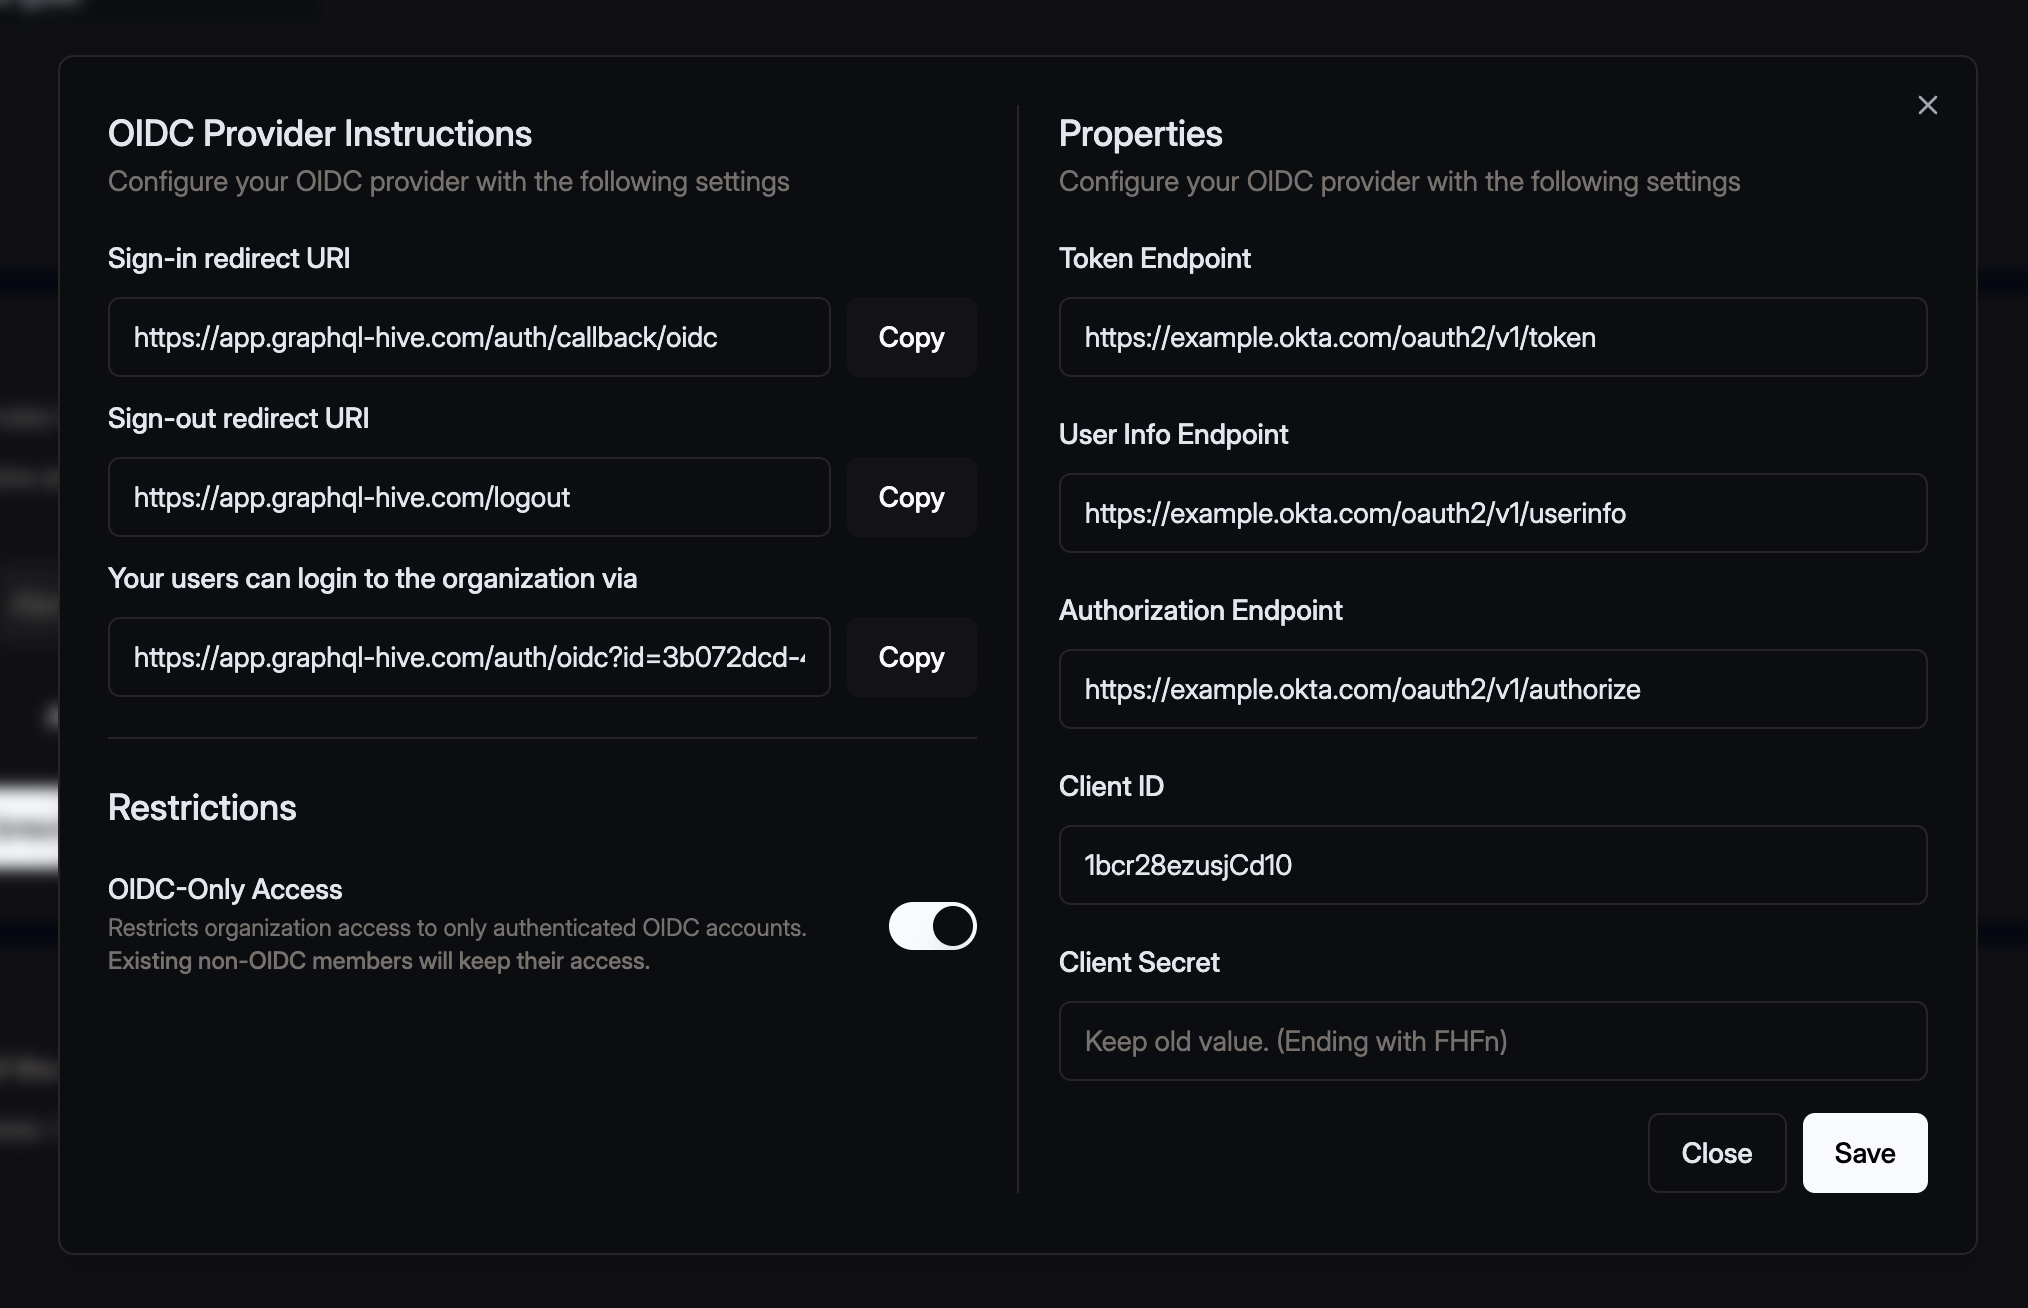 OIDC Provider Instructions
Configure your OIDC provider with the following settings
Sign-in redirect URI
https://app.graphql-hive.com/auth/callback/oidc
Copy
Sign-out redirect URI
https://app.graphql-hive.com/logout
Copy
Your users can login to the organization via
https://app.graphql-hive.com/auth/oidc?id=3b072dcd-
Copy
Restrictions
OIDC-Only Access
Restricts organization access to only authenticated OIDC accounts.
Existing non-OIDC members will keep their access.
Properties
Configure your OIDC provider with the following settings
Token Endpoint
https://example.okta.com/oauth2/v1/token
User Info Endpoint
https://example.okta.com/oauth2/v1/userinfo
Authorization Endpoint
https://example.okta.com/oauth2/v1/authorize
Client ID
1bcr28ezusjCd10
Client Secret
Keep old value. (Ending with FHFn)
Close
Save